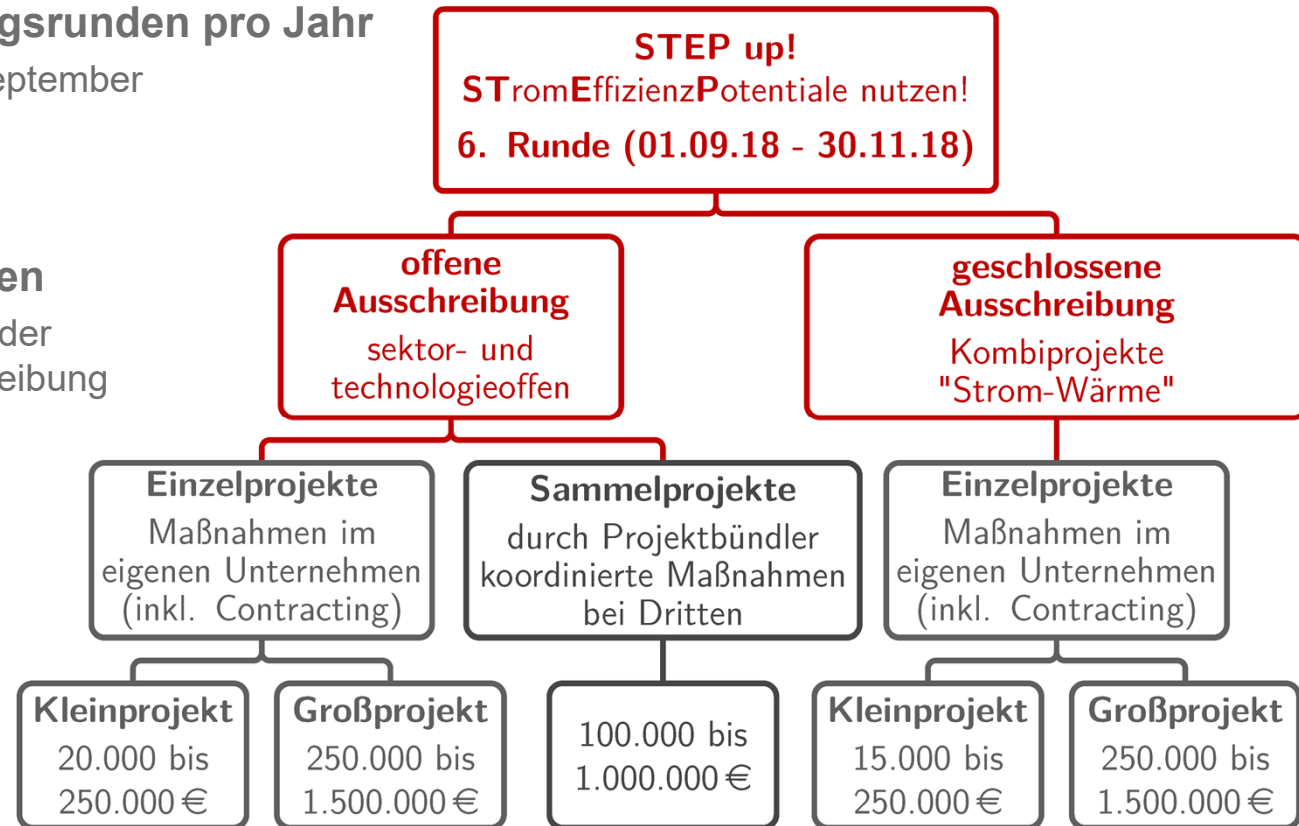 gsrunden pro Jahr
eptember
en
der
eibung
STEP up!
STromEffizienzPotentiale nutzen!
6. Runde (01.09.18 - 30.11.18)
offene
Ausschreibung
sektor- und
technologieoffen
geschlossene
Ausschreibung
Kombiprojekte
"Strom-Wärme"
Einzelprojekte
Maßnahmen im
eigenen Unternehmen
(inkl. Contracting)
Sammelprojekte
durch Projektbündler
koordinierte Maßnahmen
bei Dritten
Einzelprojekte
Maßnahmen im
eigenen Unternehmen
(inkl. Contracting)
Kleinprojekt
20.000 bis
250.000 €
Großprojekt
250.000 bis
1.500.000 €
100.000 bis
1.000.000 €
Kleinprojekt
15.000 bis
250.000 €
Großprojekt
250.000 bis
1.500.000 €